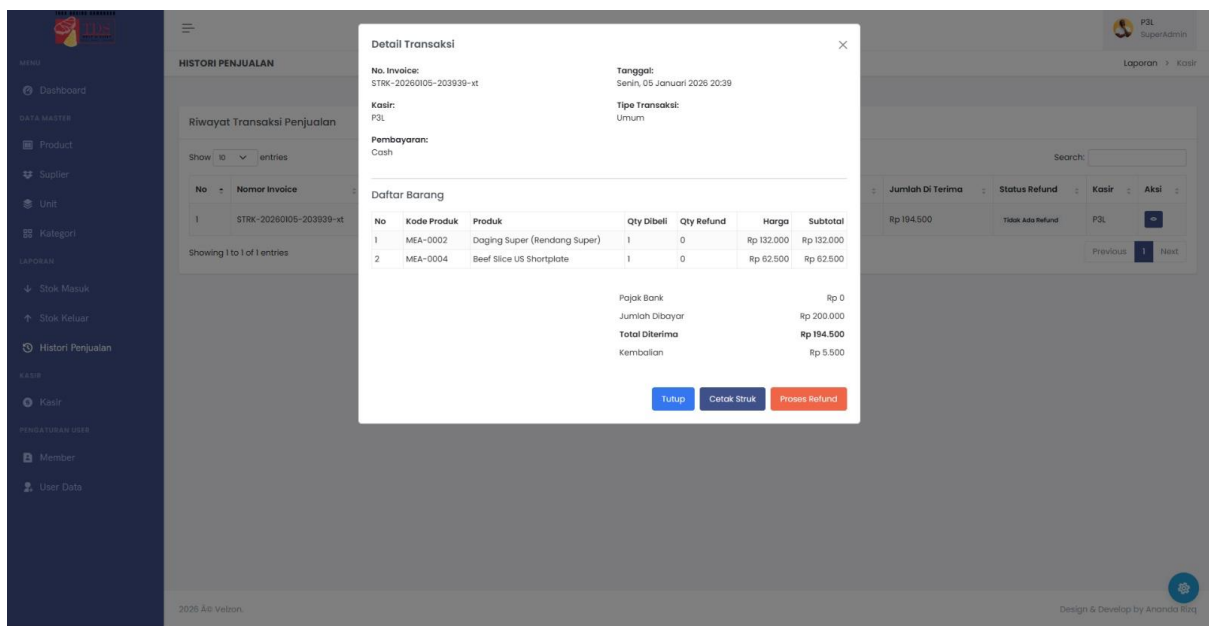 TDS
P3L
SuperAdmin
MENU
HISTORI PENJUALAN
Laporan > Kasir
Dashboard
DATA MASTER
Product
Suplier
Unit
Kategori
LAPORAN
Stok Masuk
Stok Keluar
Histori Penjualan
KASIR
Kasir
PENGATURAN USER
Member
User Data
Riwayat Transaksi Penjualan
Show 10 entries
Search:
No Nomor Invoice Jumlah Di Terima Status Refund Kasir Aksi
1 STRK-20260105-203939-xt Rp 194.500 Tidak Ada Refund P3L
Showing 1 to 1 of 1 entries
Previous 1 Next
Detail Transaksi
No. Invoice:
STRK-20260105-203939-xt
Tanggal:
Senin, 05 Januari 2026 20:39
Kasir:
P3L
Tipe Transaksi:
Umum
Pembayaran:
Cash
Daftar Barang
No Kode Produk Produk Qty Dibeli Qty Refund Harga Subtotal
1 MEA-0002 Daging Super (Rendang Super) 1 0 Rp 132.000 Rp 132.000
2 MEA-0004 Beef Slice US Shortplate 1 0 Rp 62.500 Rp 62.500
Pajak Bank Rp 0
Jumlah Dibayar Rp 200.000
Total Diterima Rp 194.500
Kembalian Rp 5.500
Tutup Cetak Struk Proses Refund
2026 Â© Velzon.
Design & Develop by Ananda Rizq